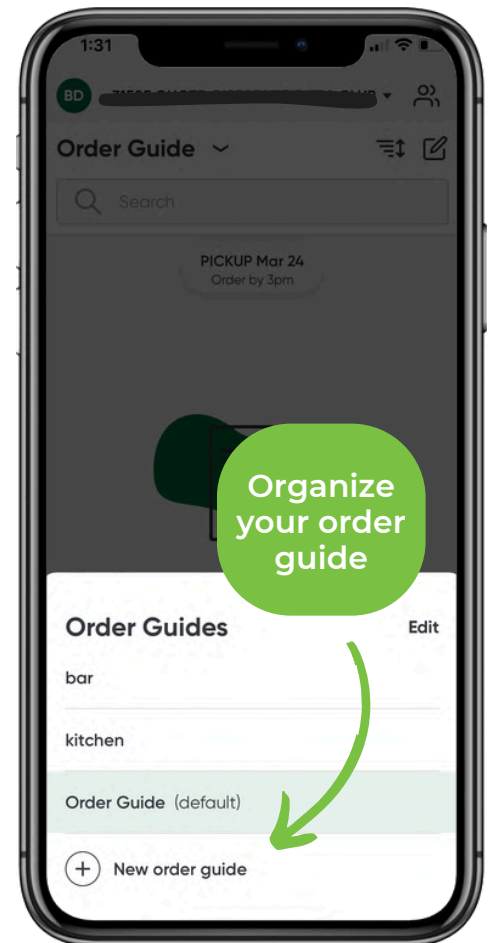 1:31
BD
Order Guide
Search
PICKUP Mar 24
Order by 3pm
Organize
your order
guide
Order Guides Edit
bar
kitchen
Order Guide (default)
New order guide